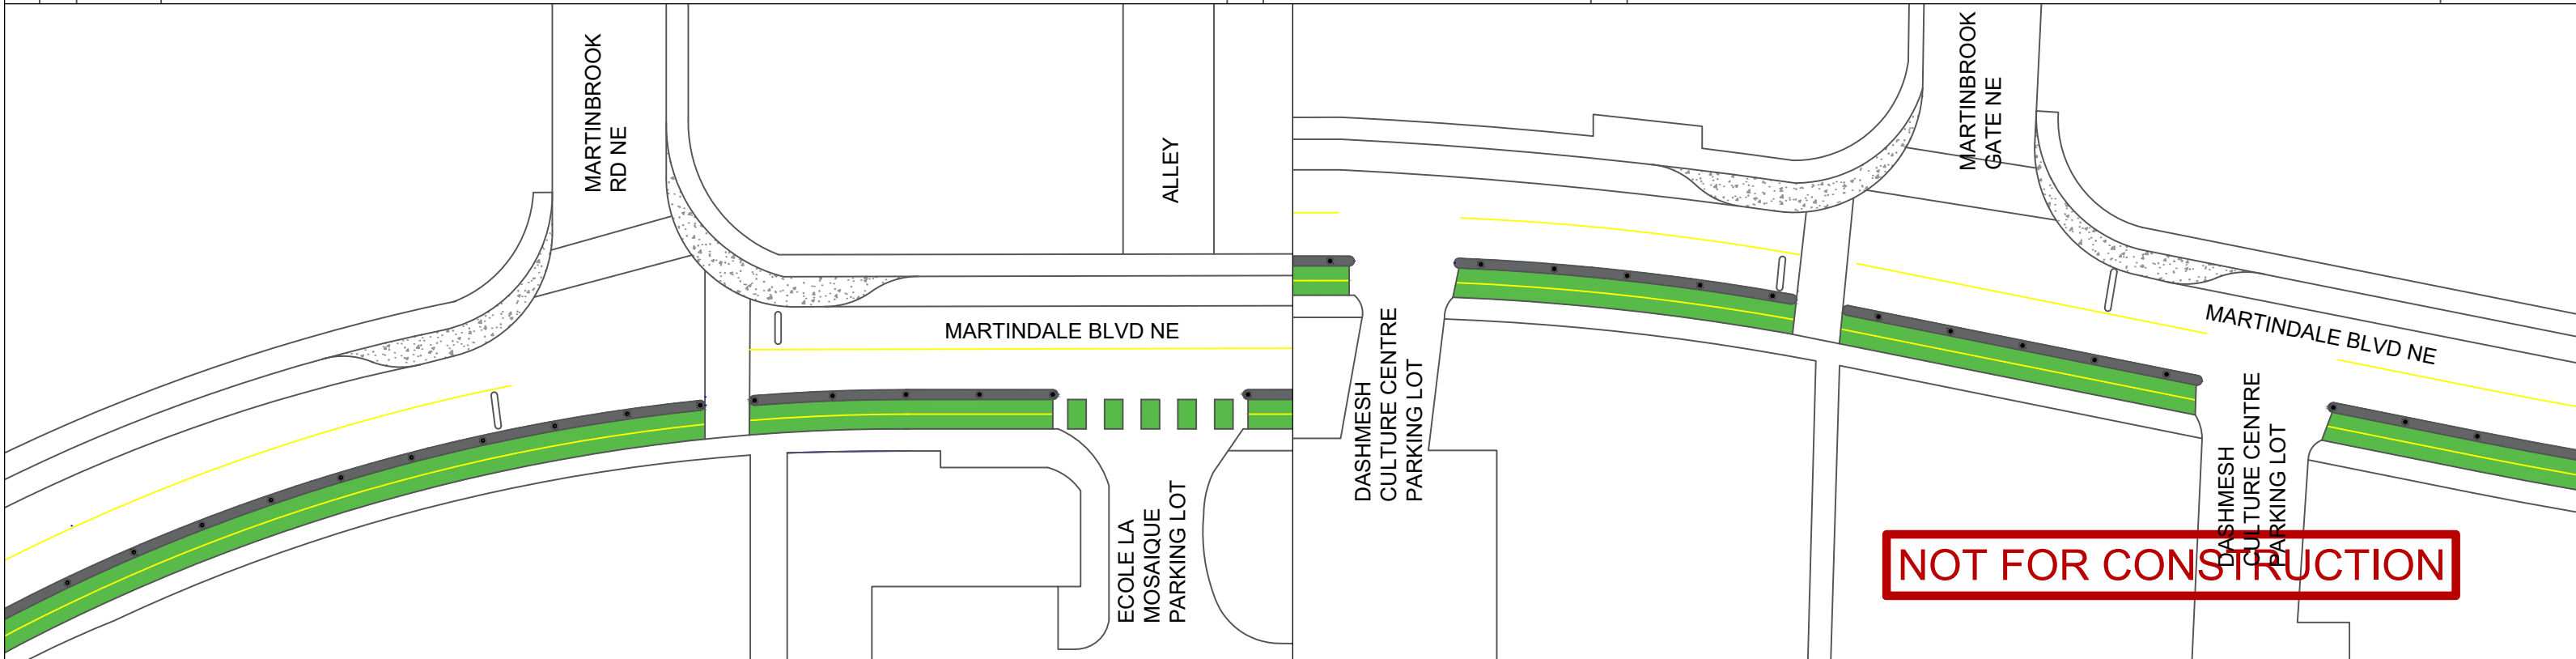 MARTINBROOK
RD NE
ALLEY
MARTINDALE BLVD NE
ECOLE LA
MOSAIQUE
PARKING LOT
MARTINBROOK
GATE NE
DASHMESH
CULTURE CENTRE
PARKING LOT
MARTINDALE BLVD NE
DASHMESH
CULTURE CENTRE
PARKING LOT
NOT FOR CONSTRUCTION